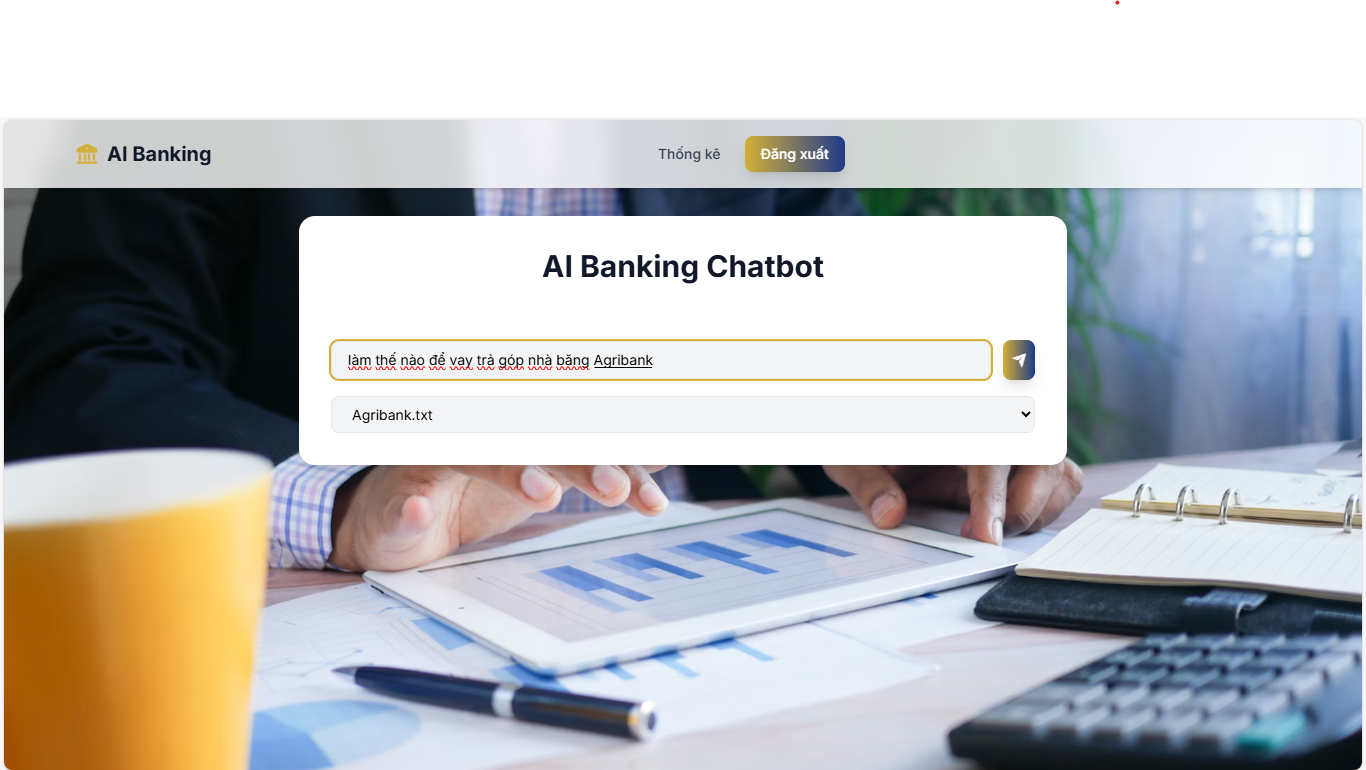 AI Banking
Thống kê
Đăng xuất
AI Banking Chatbot
làm thế nào để vay trả góp nhà băng Agribank
Agribank.txt